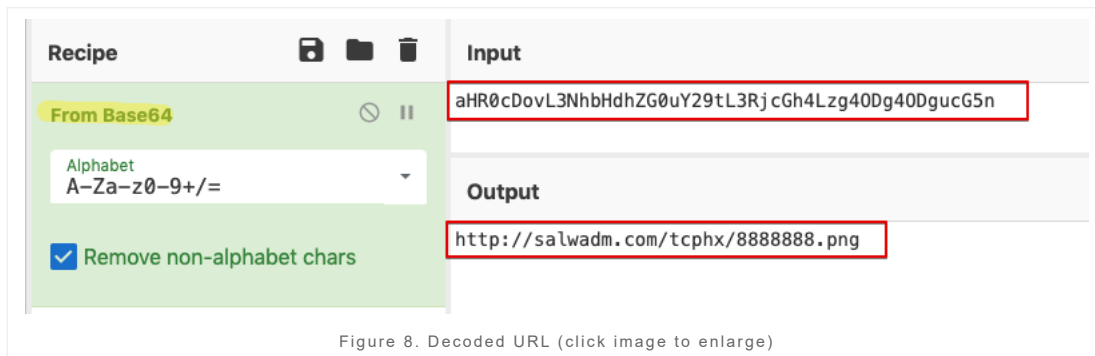 Recipe
Input
From Base64
aHR0cDovL3NhbHdhZG0uY29tL3RjcGh4Lzg4ODg4ODgucG5n
Alphabet
A-Za-z0-9+/=
Remove non-alphabet chars
Output
http://salwadm.com/tcphx/8888888.png
Figure 8. Decoded URL (click image to enlarge)